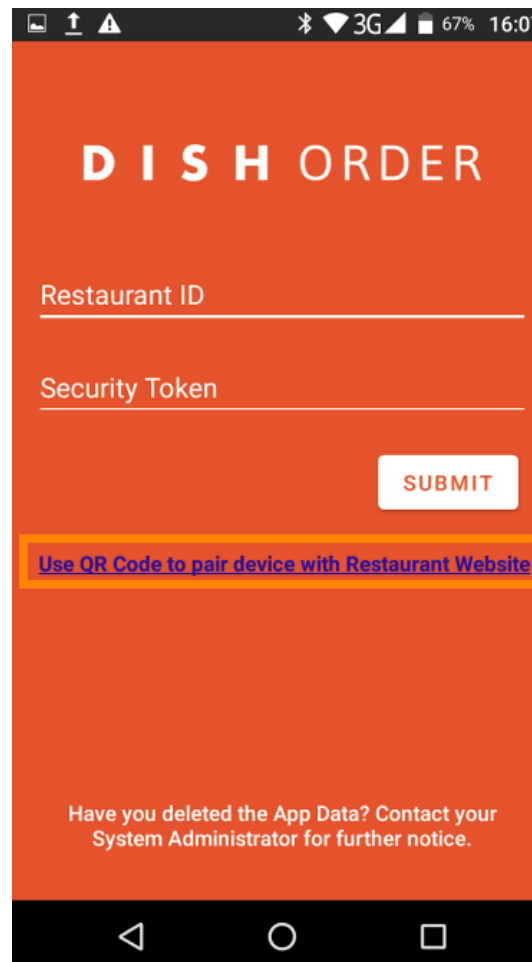 3G 67% 16:0
DISH ORDER
Restaurant ID
Security Token
SUBMIT
Use QR Code to pair device with Restaurant Website
Have you deleted the App Data? Contact your
System Administrator for further notice.